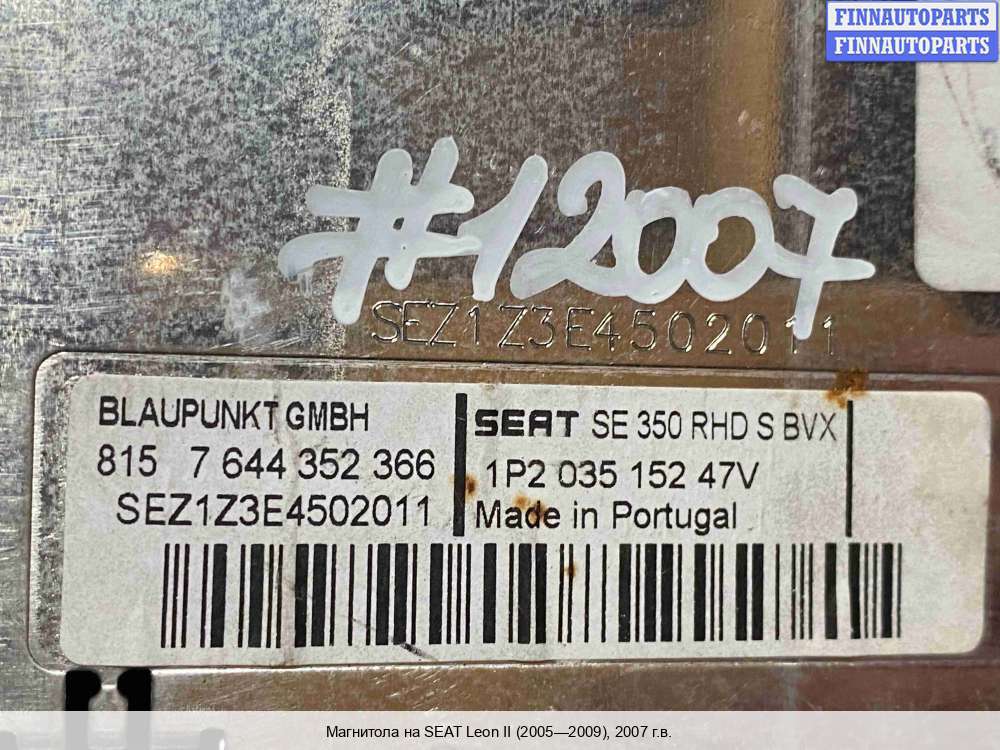 FINNAUTOPARTS
FINNAUTOPARTS
#12007
SEZ1Z3E4502011
BLAUPUNKT GMBH
815 7 644 352 366
SEZ1Z3E4502011
SEAT SE 350 RHD S BVX
1P2 035 152 47V
Made in Portugal
Магнитола на SEAT Leon II (2005—2009), 2007 г.в.